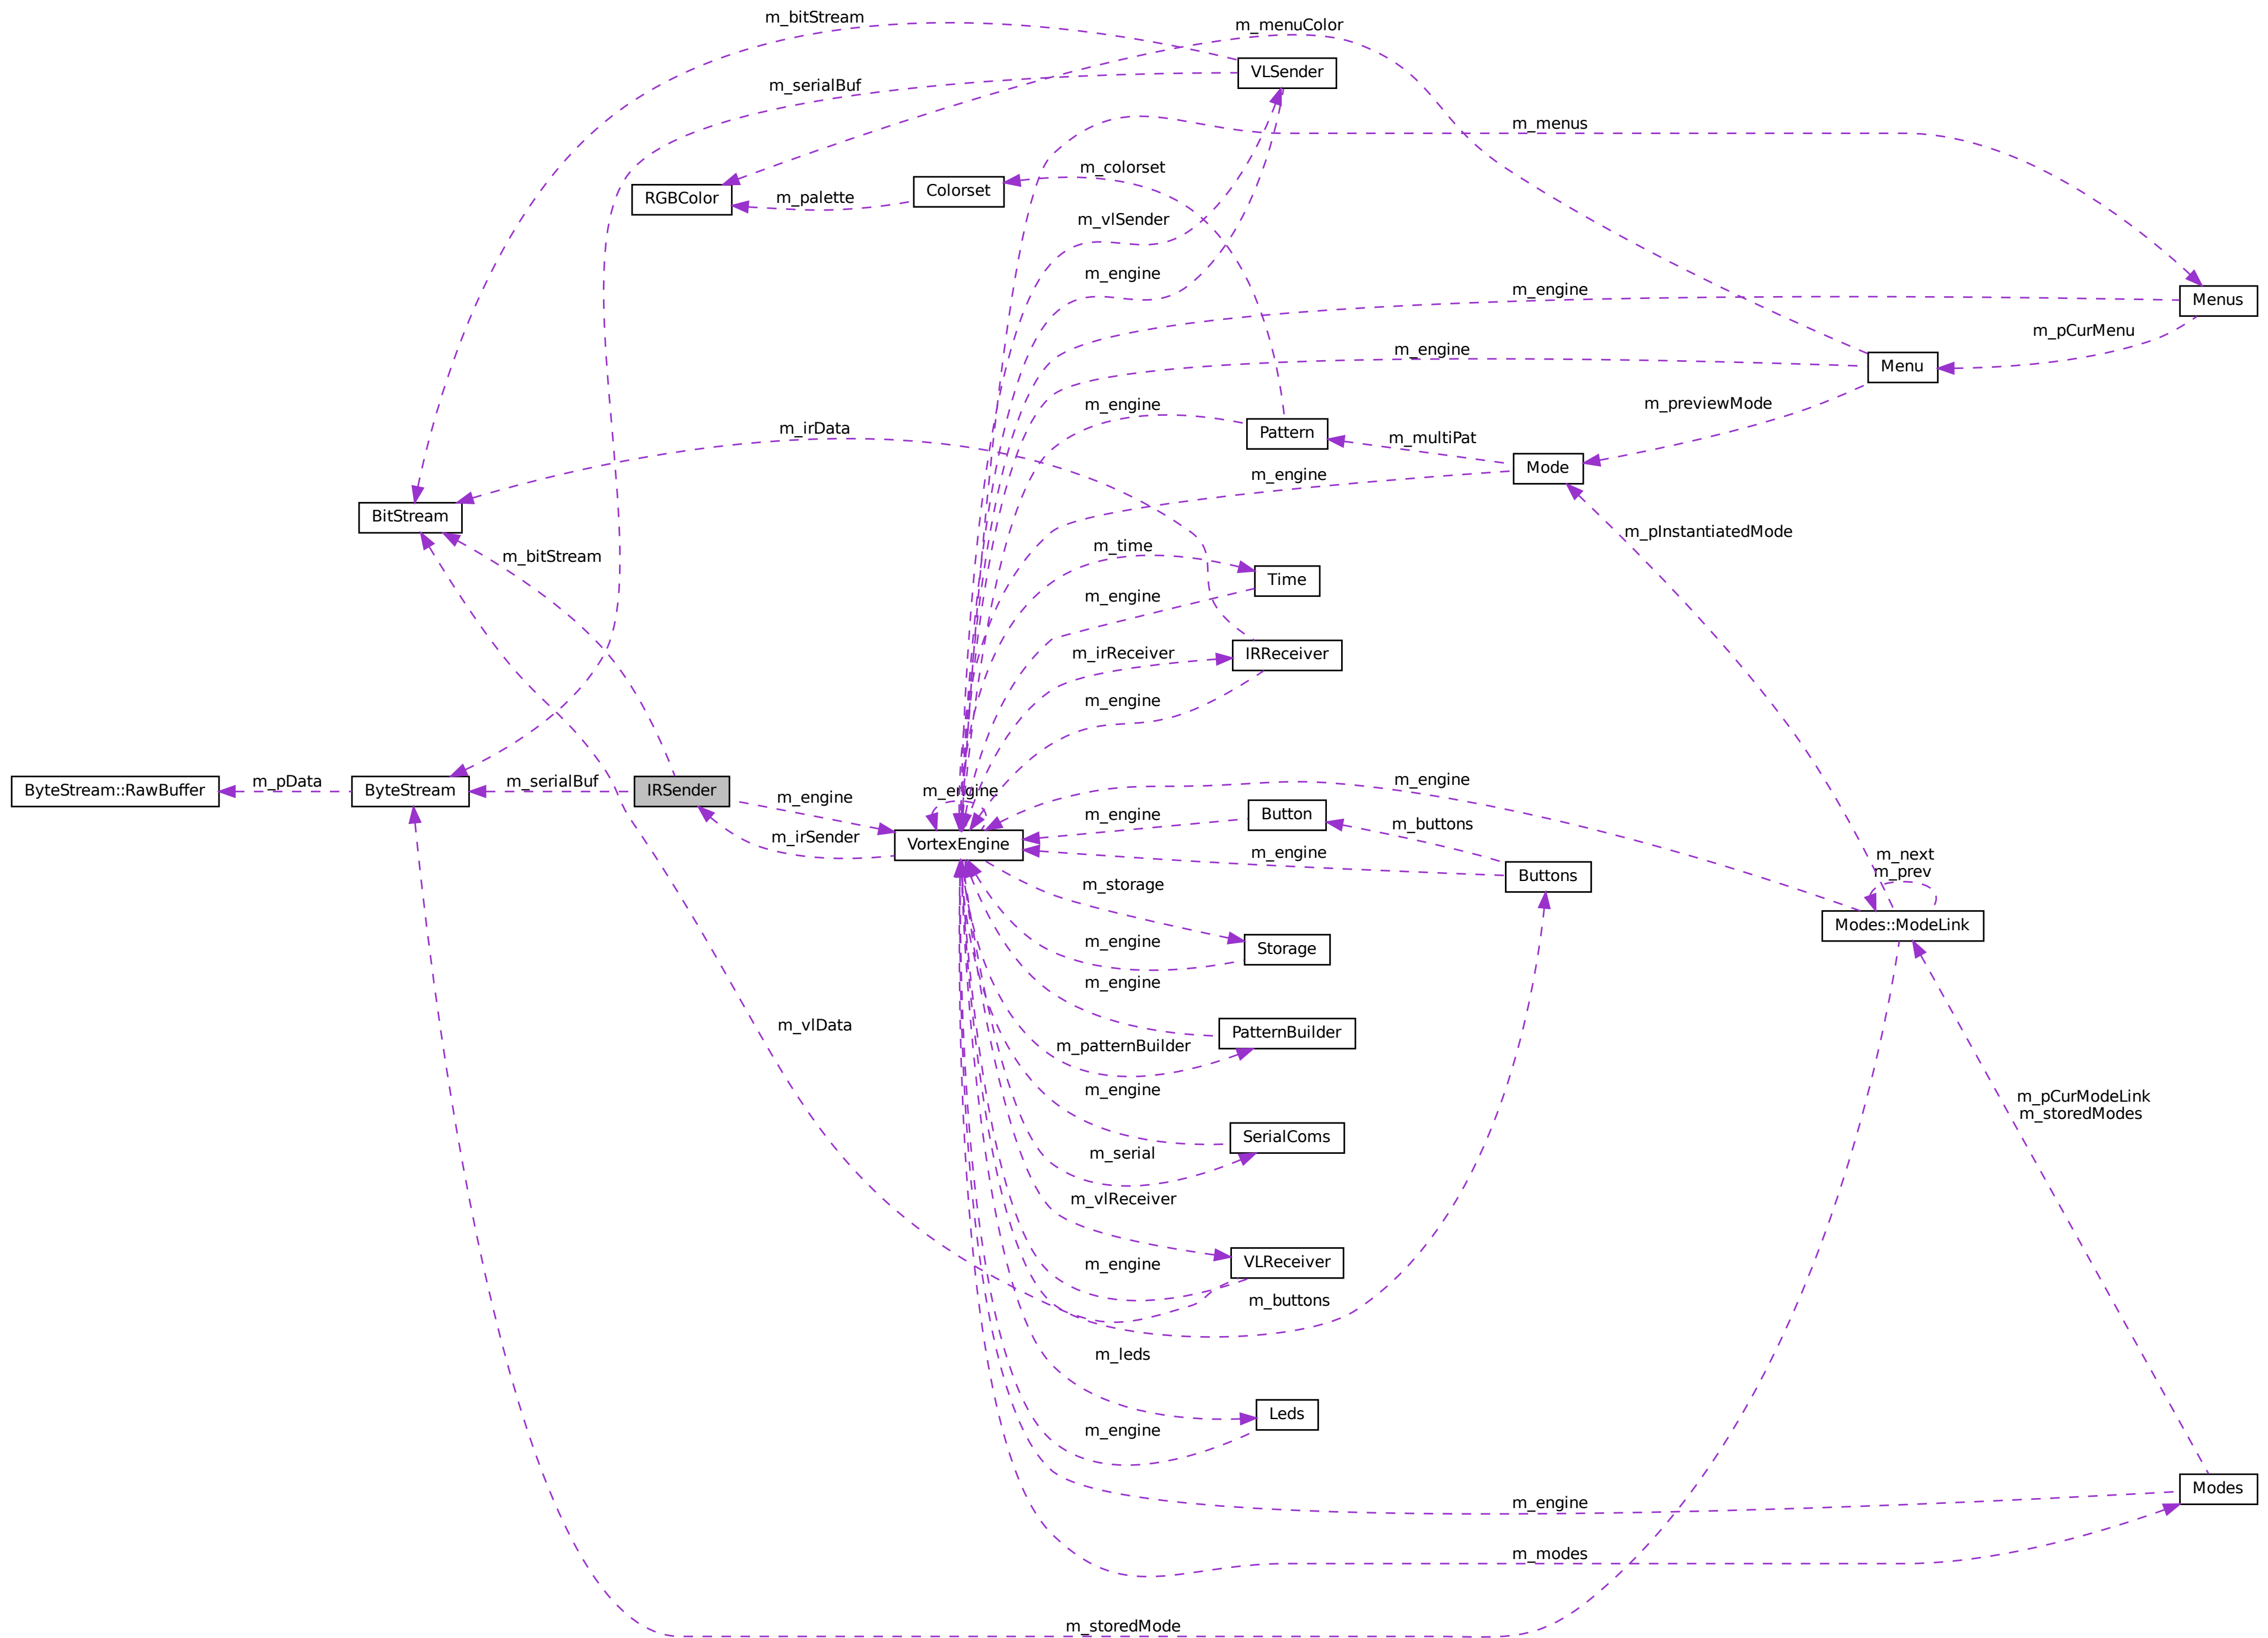 m_bitStream
m_menuColor
VLSender
m_serialBuf
m_menus
m_colorset
Colorset
m_palette
RGBColor
m_vlSender
m_engine
m_engine
Menus
m_pCurMenu
m_engine
Menu
m_engine
m_previewMode
m_irData
Pattern
m_multiPat
Mode
m_engine
BitStream
m_pInstantiatedMode
m_time
m_bitStream
Time
m_engine
m_irReceiver
IRReceiver
m_engine
m_engine
m_pData
m_serialBuf
ByteStream::RawBuffer
ByteStream
IRSender
m_engine
m_engine
m_engine
Button
m_buttons
m_irSender
VortexEngine
m_engine
m_next
m_prev
Buttons
m_storage
Modes::ModeLink
m_engine
Storage
m_engine
m_vlData
PatternBuilder
m_patternBuilder
m_engine
m_pCurModeLink
m_storedModes
SerialComs
m_serial
m_vlReceiver
m_engine
VLReceiver
m_buttons
m_leds
Leds
m_engine
Modes
m_engine
m_modes
m_storedMode